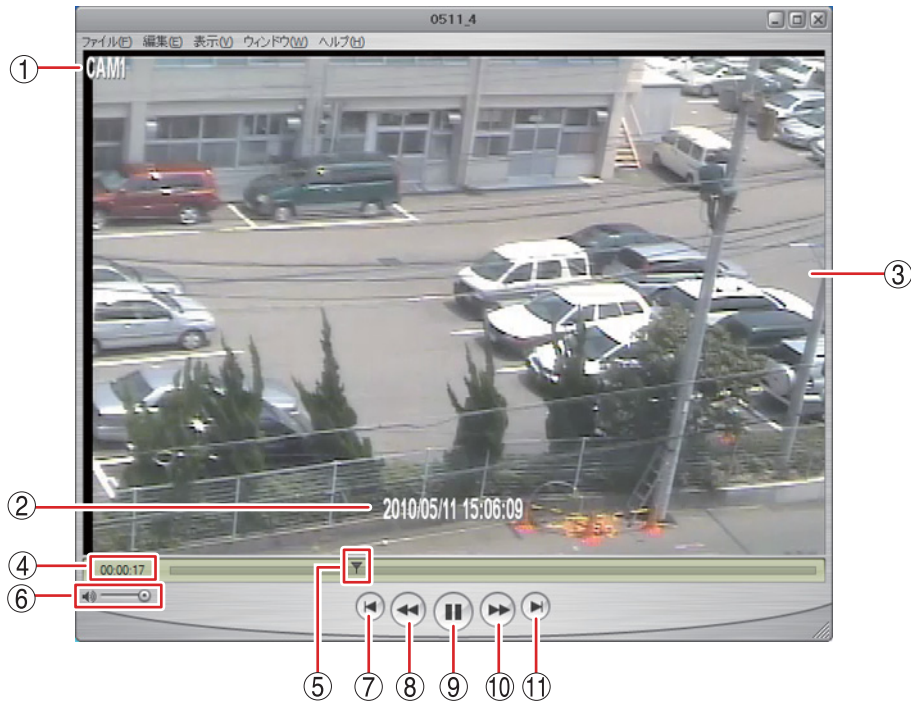 0511_4
ファイル(F) 編集(E) 表示(V) ウィンドウ(W) ヘルプ(H)
① CAM1
③
② 2010/05/11 15:06:09
④ 00:00:17
⑥
⑤ ⑦ ⑧ ⑨ ⑩ ⑪